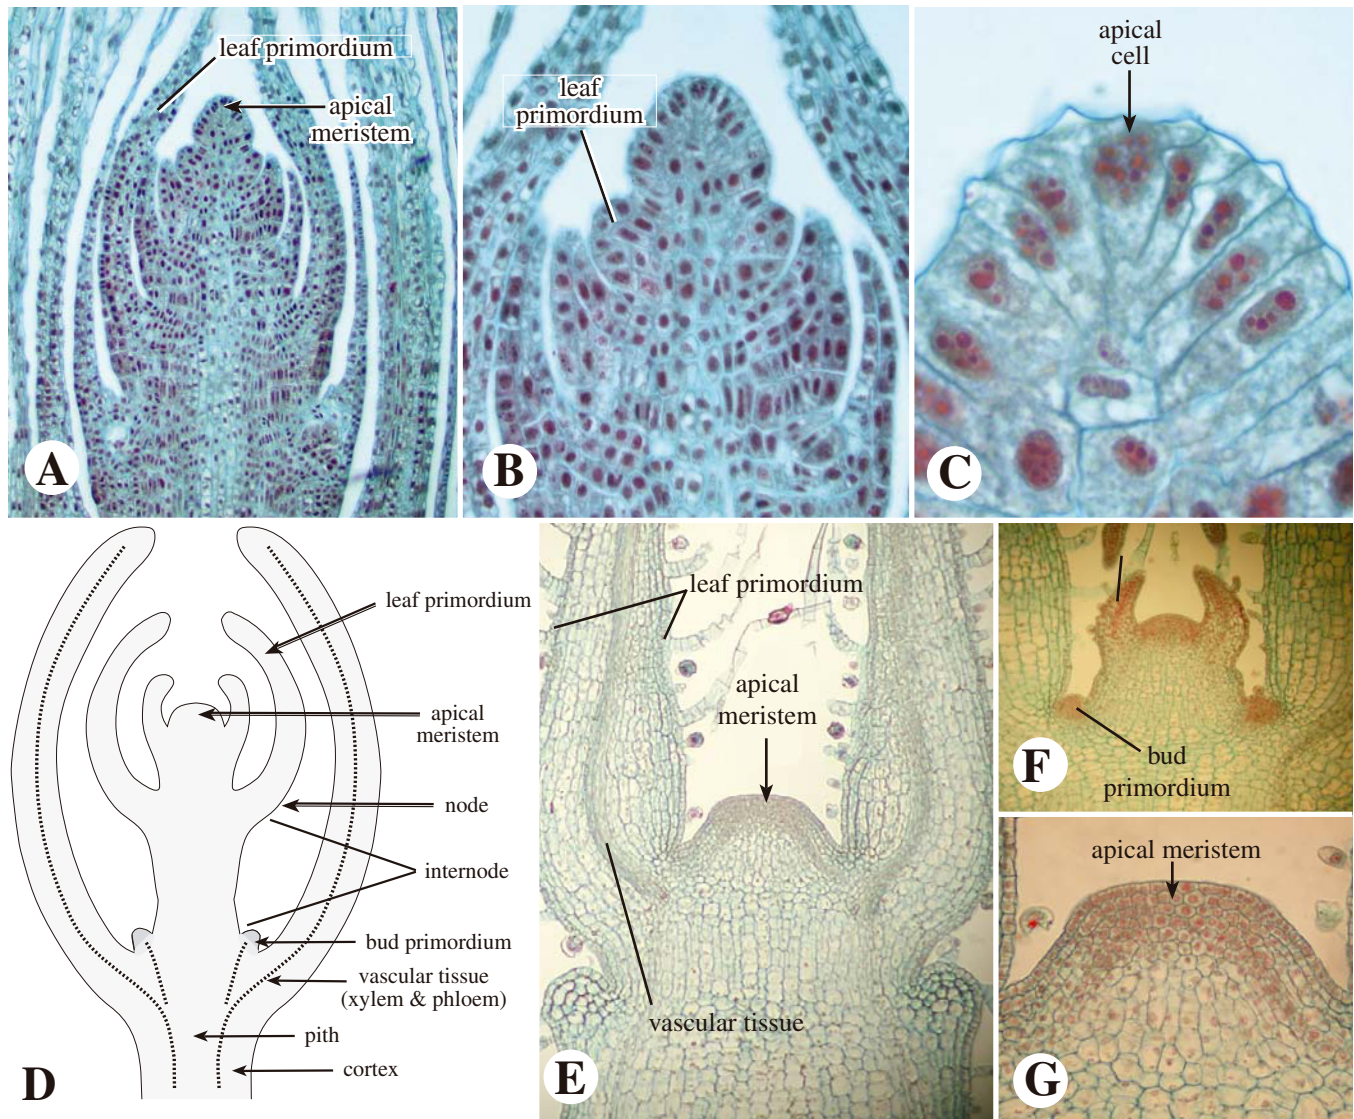 leaf primordium
apical
meristem
A
leaf
primordium
B
apical
cell
C
leaf primordium
apical
meristem
node
internode
bud primordium
vascular tissue
(xylem & phloem)
pith
cortex
D
leaf primordium
apical
meristem
vascular tissue
E
bud
primordium
F
apical meristem
G